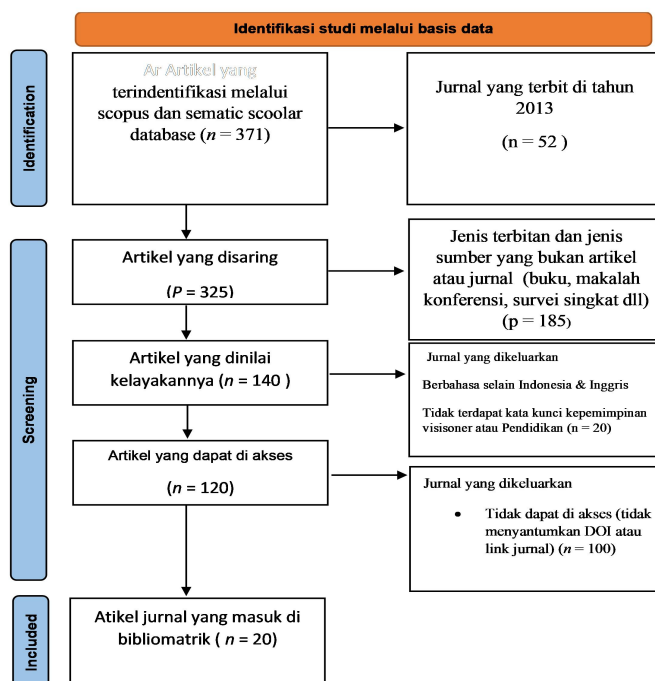 Identifikasi studi melalui basis data
Identification
Ar Artikel yang
terindentifikasi melalui
scopus dan sematic scoolar
database (n = 371)
Jurnal yang terbit di tahun
2013
(n = 52 )
Screening
Artikel yang disaring
(P = 325)
Jenis terbitan dan jenis
sumber yang bukan artikel
atau jurnal (buku, makalah
konferensi, survei singkat dll)
(p = 185)
Artikel yang dinilai
kelayakannya (n = 140 )
Jurnal yang dikeluarkan
Berbahasa selain Indonesia & Inggris
Tidak terdapat kata kunci kepemimpinan
visisoner atau Pendidikan (n = 20)
Artikel yang dapat di akses
(n = 120)
Jurnal yang dikeluarkan
• Tidak dapat di akses (tidak
menyantumkan DOI atau
link jurnal) (n = 100)
Included
Atikel jurnal yang masuk di
bibliomatrik ( n = 20)